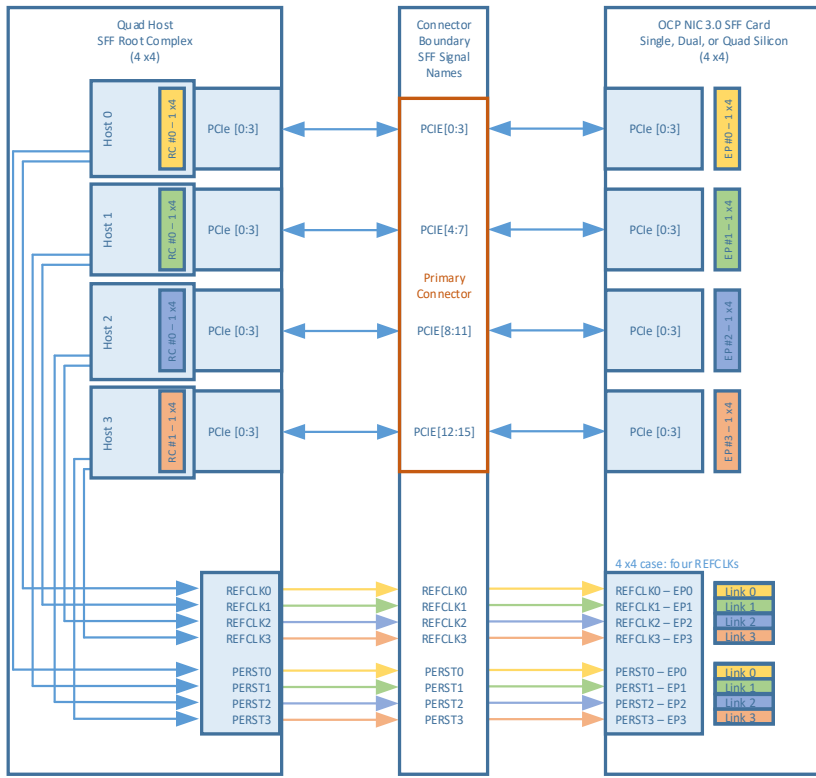 Quad Host
SFF Root Complex
(4 x4)
Connector
Boundary
SFF Signal
Names
OCP NIC 3.0 SFF Card
Single, Dual, or Quad Silicon
(4 x4)
Host 0
RC #0 – 1 x4
PCIe [0:3]
PCIE[0:3]
PCIe [0:3]
EP #0 – 1 x4
Host 1
RC #0 – 1 x4
PCIe [0:3]
PCIE[4:7]
PCIe [0:3]
EP #1 – 1 x4
Primary
Connector
Host 2
RC #0 – 1 x4
PCIe [0:3]
PCIE[8:11]
PCIe [0:3]
EP #2 – 1 x4
Host 3
RC #1 – 1 x4
PCIe [0:3]
PCIE[12:15]
PCIe [0:3]
EP #3 – 1 x4
4 x4 case: four REFCLKs
REFCLK0
REFCLK1
REFCLK2
REFCLK3
PERST0
PERST1
PERST2
PERST3
REFCLK0
REFCLK1
REFCLK2
REFCLK3
PERST0
PERST1
PERST2
PERST3
REFCLK0 – EP0
REFCLK1 – EP1
REFCLK2 – EP2
REFCLK3 – EP3
PERST0 – EP0
PERST1 – EP1
PERST2 – EP2
PERST3 – EP3
Link 0
Link 1
Link 2
Link 3
Link 0
Link 1
Link 2
Link 3